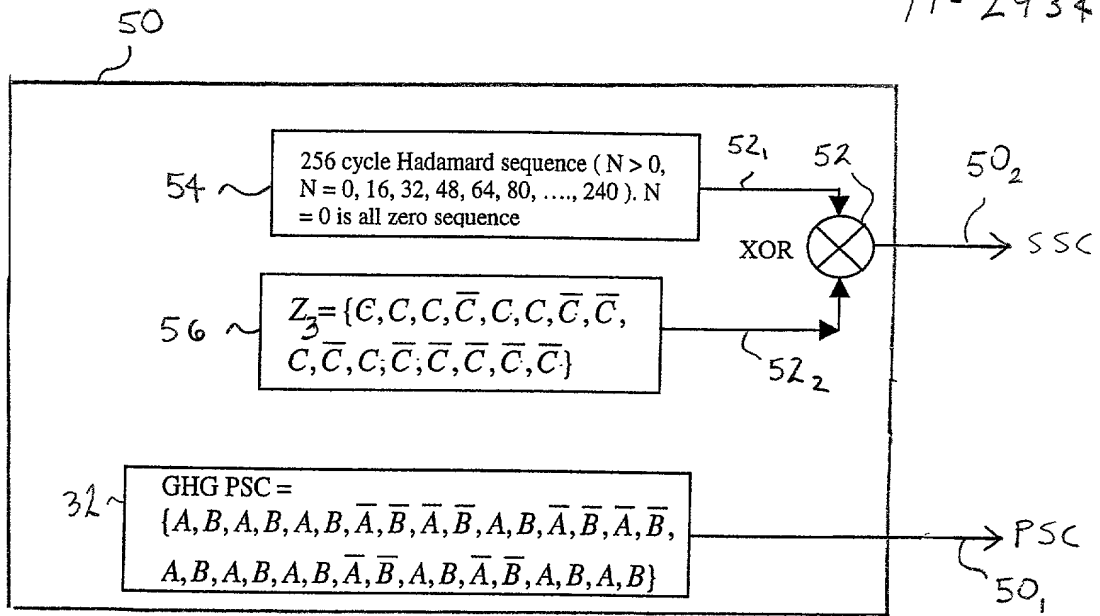 2934
50
54
256 cycle Hadamard sequence ( N > 0,
N = 0, 16, 32, 48, 64, 80, ...., 240 ). N
= 0 is all zero sequence
52₁
52
50₂
XOR
SSC
56
Z₃= {C, C, C, C̅, C, C, C̅, C̅,
C, C̅, C, C̅, C̅, C̅, C̅, C̅}
52₂
32
GHG PSC =
{A, B, A, B, A, B, A̅, B̅, A̅, B̅, A, B, A̅, B̅, A̅, B̅,
A, B, A, B, A, B, A̅, B̅, A, B, A̅, B̅, A, B, A, B}
PSC
50₁